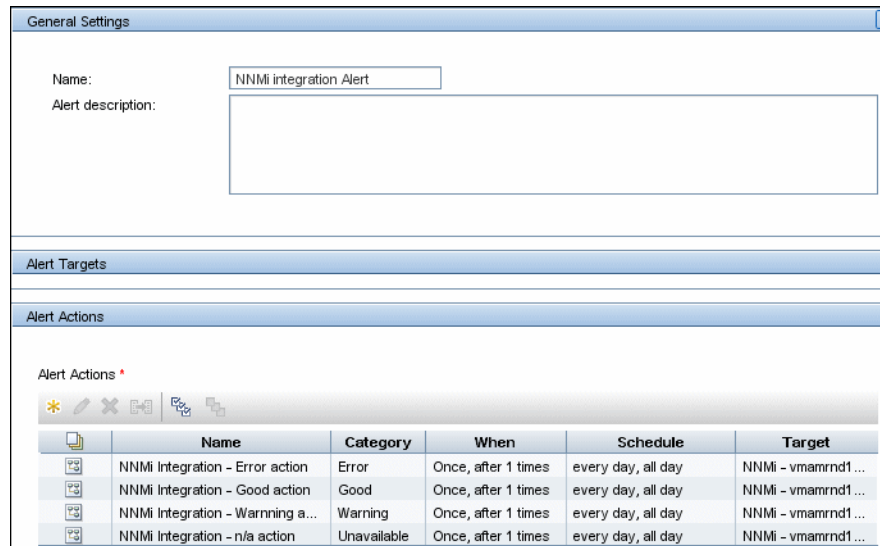 General Settings
Name: NNMi integration Alert
Alert description:
Alert Targets
Alert Actions
Alert Actions *
Name Category When Schedule Target
NNMi Integration - Error action Error Once, after 1 times every day, all day NNMi - vmamrnd1...
NNMi Integration - Good action Good Once, after 1 times every day, all day NNMi - vmamrnd1...
NNMi Integration - Warnning a... Warning Once, after 1 times every day, all day NNMi - vmamrnd1...
NNMi Integration - n/a action Unavailable Once, after 1 times every day, all day NNMi - vmamrnd1...